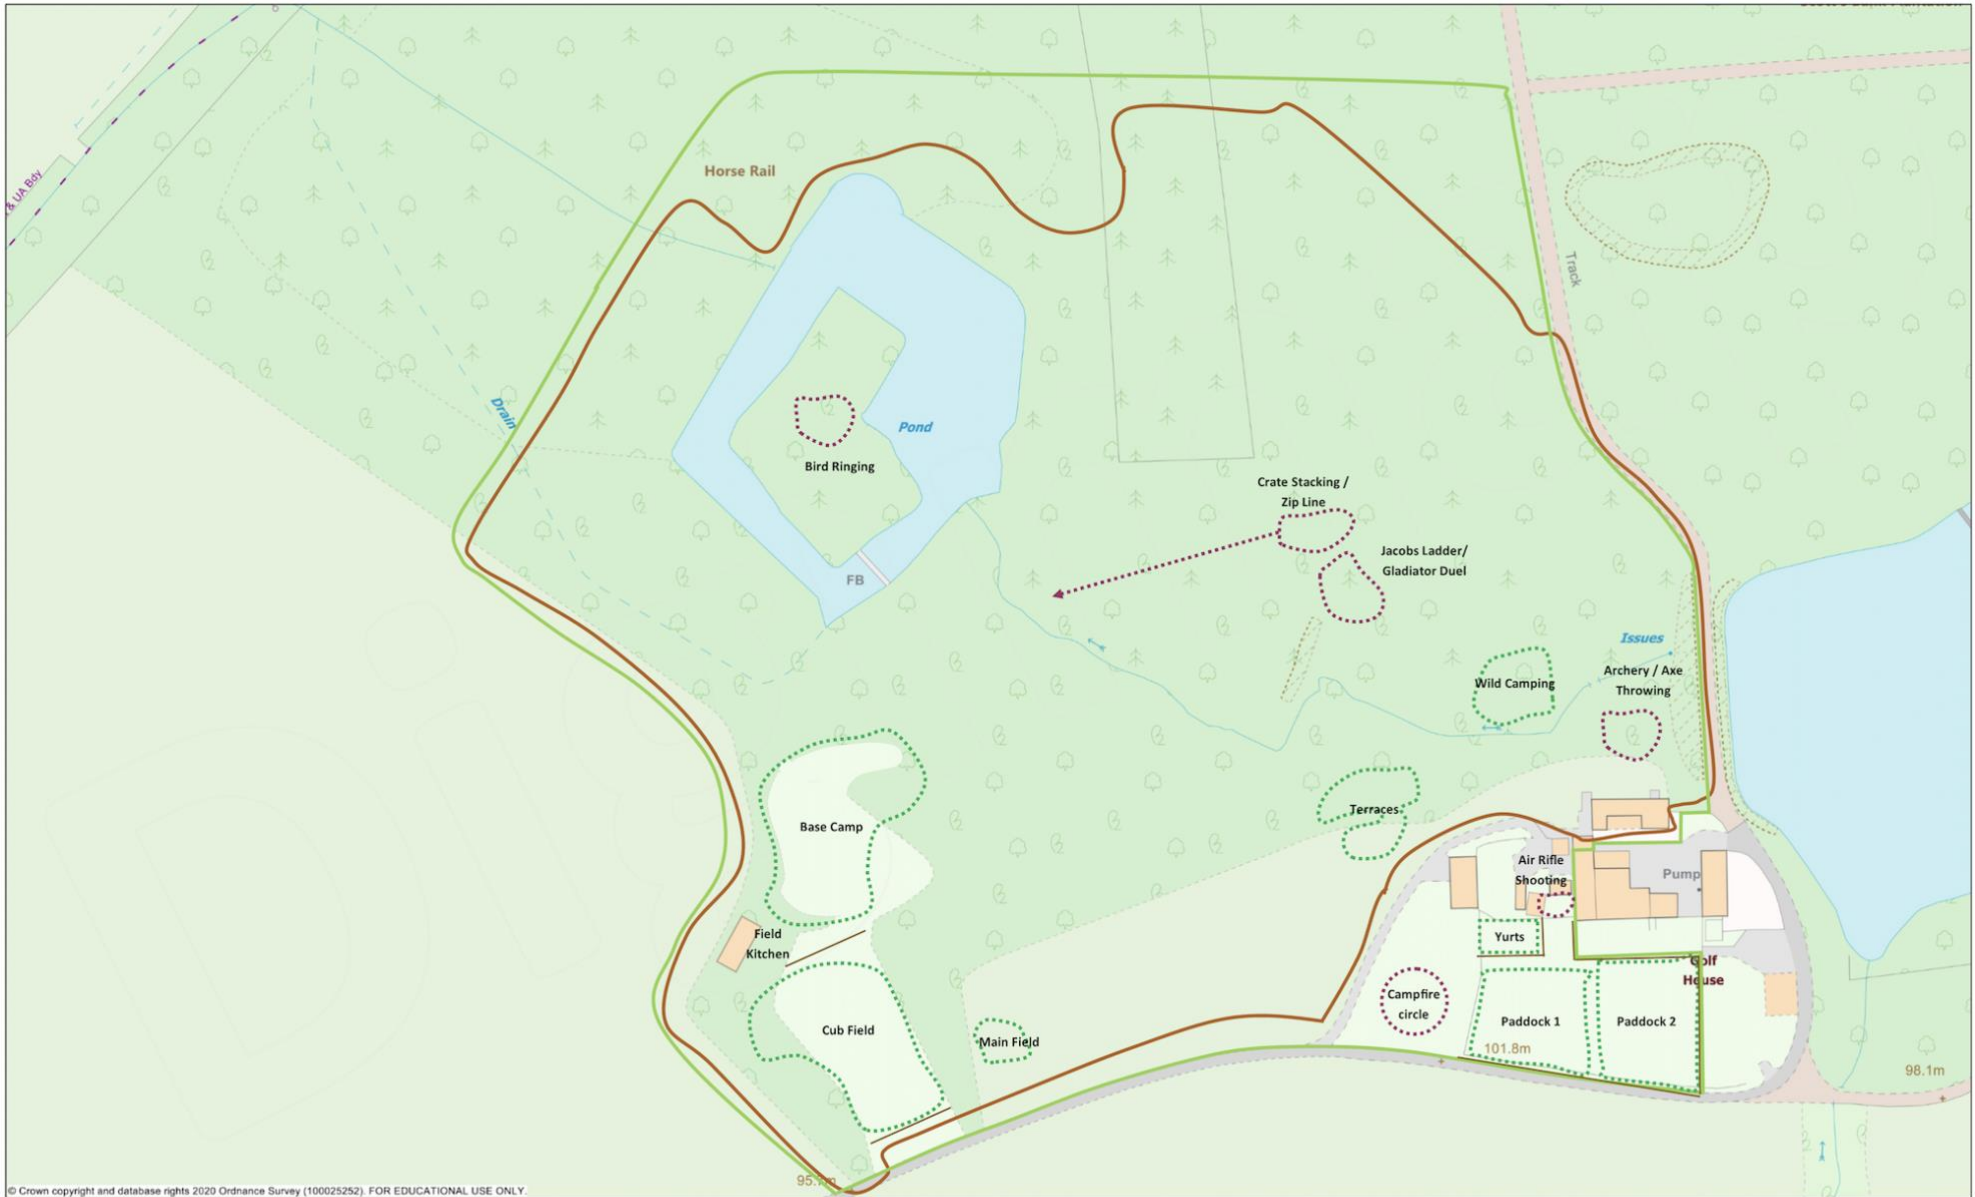 & UA Bdy
Horse Rail
Track
Drain
Pond
Bird Ringing
FB
Crate Stacking /
Zip Line
Jacobs Ladder/
Gladiator Duel
Issues
Wild Camping
Archery / Axe
Throwing
Base Camp
Terraces
Air Rifle
Shooting
Pump
Field
Kitchen
Yurts
Golf
House
Campfire
circle
Cub Field
Main Field
Paddock 1
Paddock 2
101.8m
98.1m
© Crown copyright and database rights 2020 Ordnance Survey (100025252). FOR EDUCATIONAL USE ONLY.